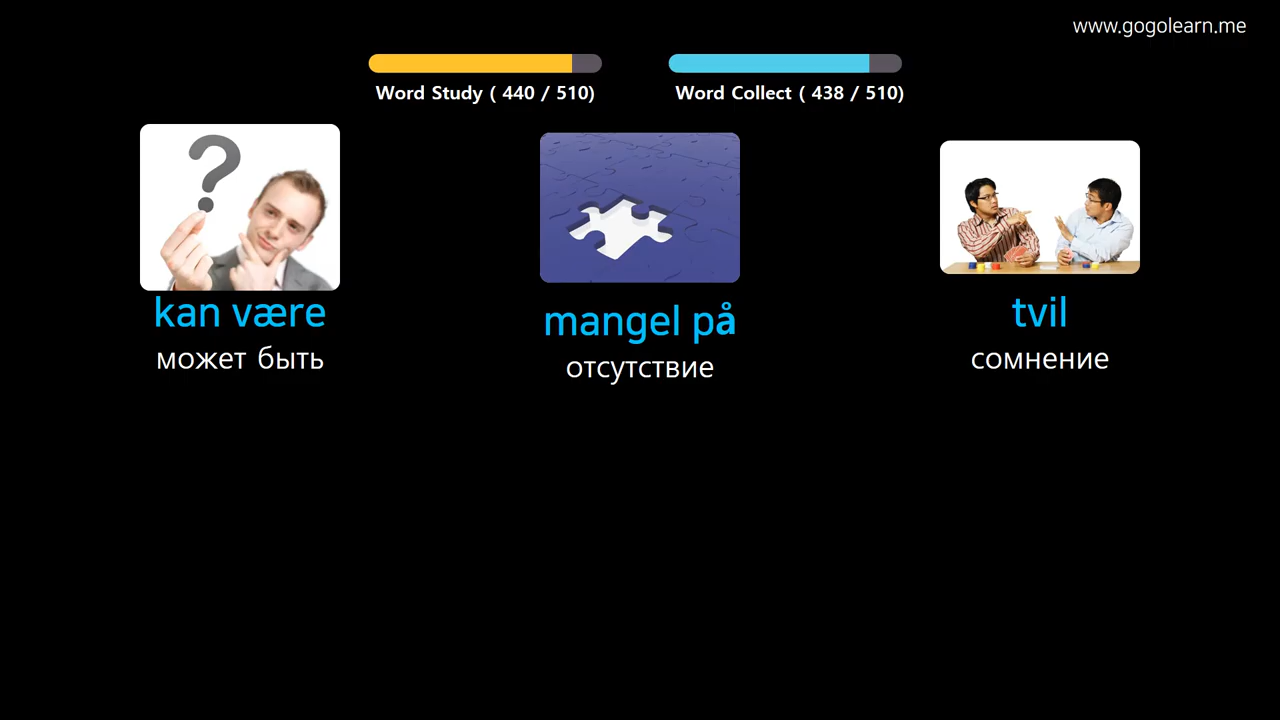 www.gogolearn.me
Word Study ( 440 / 510)
Word Collect ( 438 / 510)
?
kan være
может быть
mangel på
отсутствие
tvil
сомнение